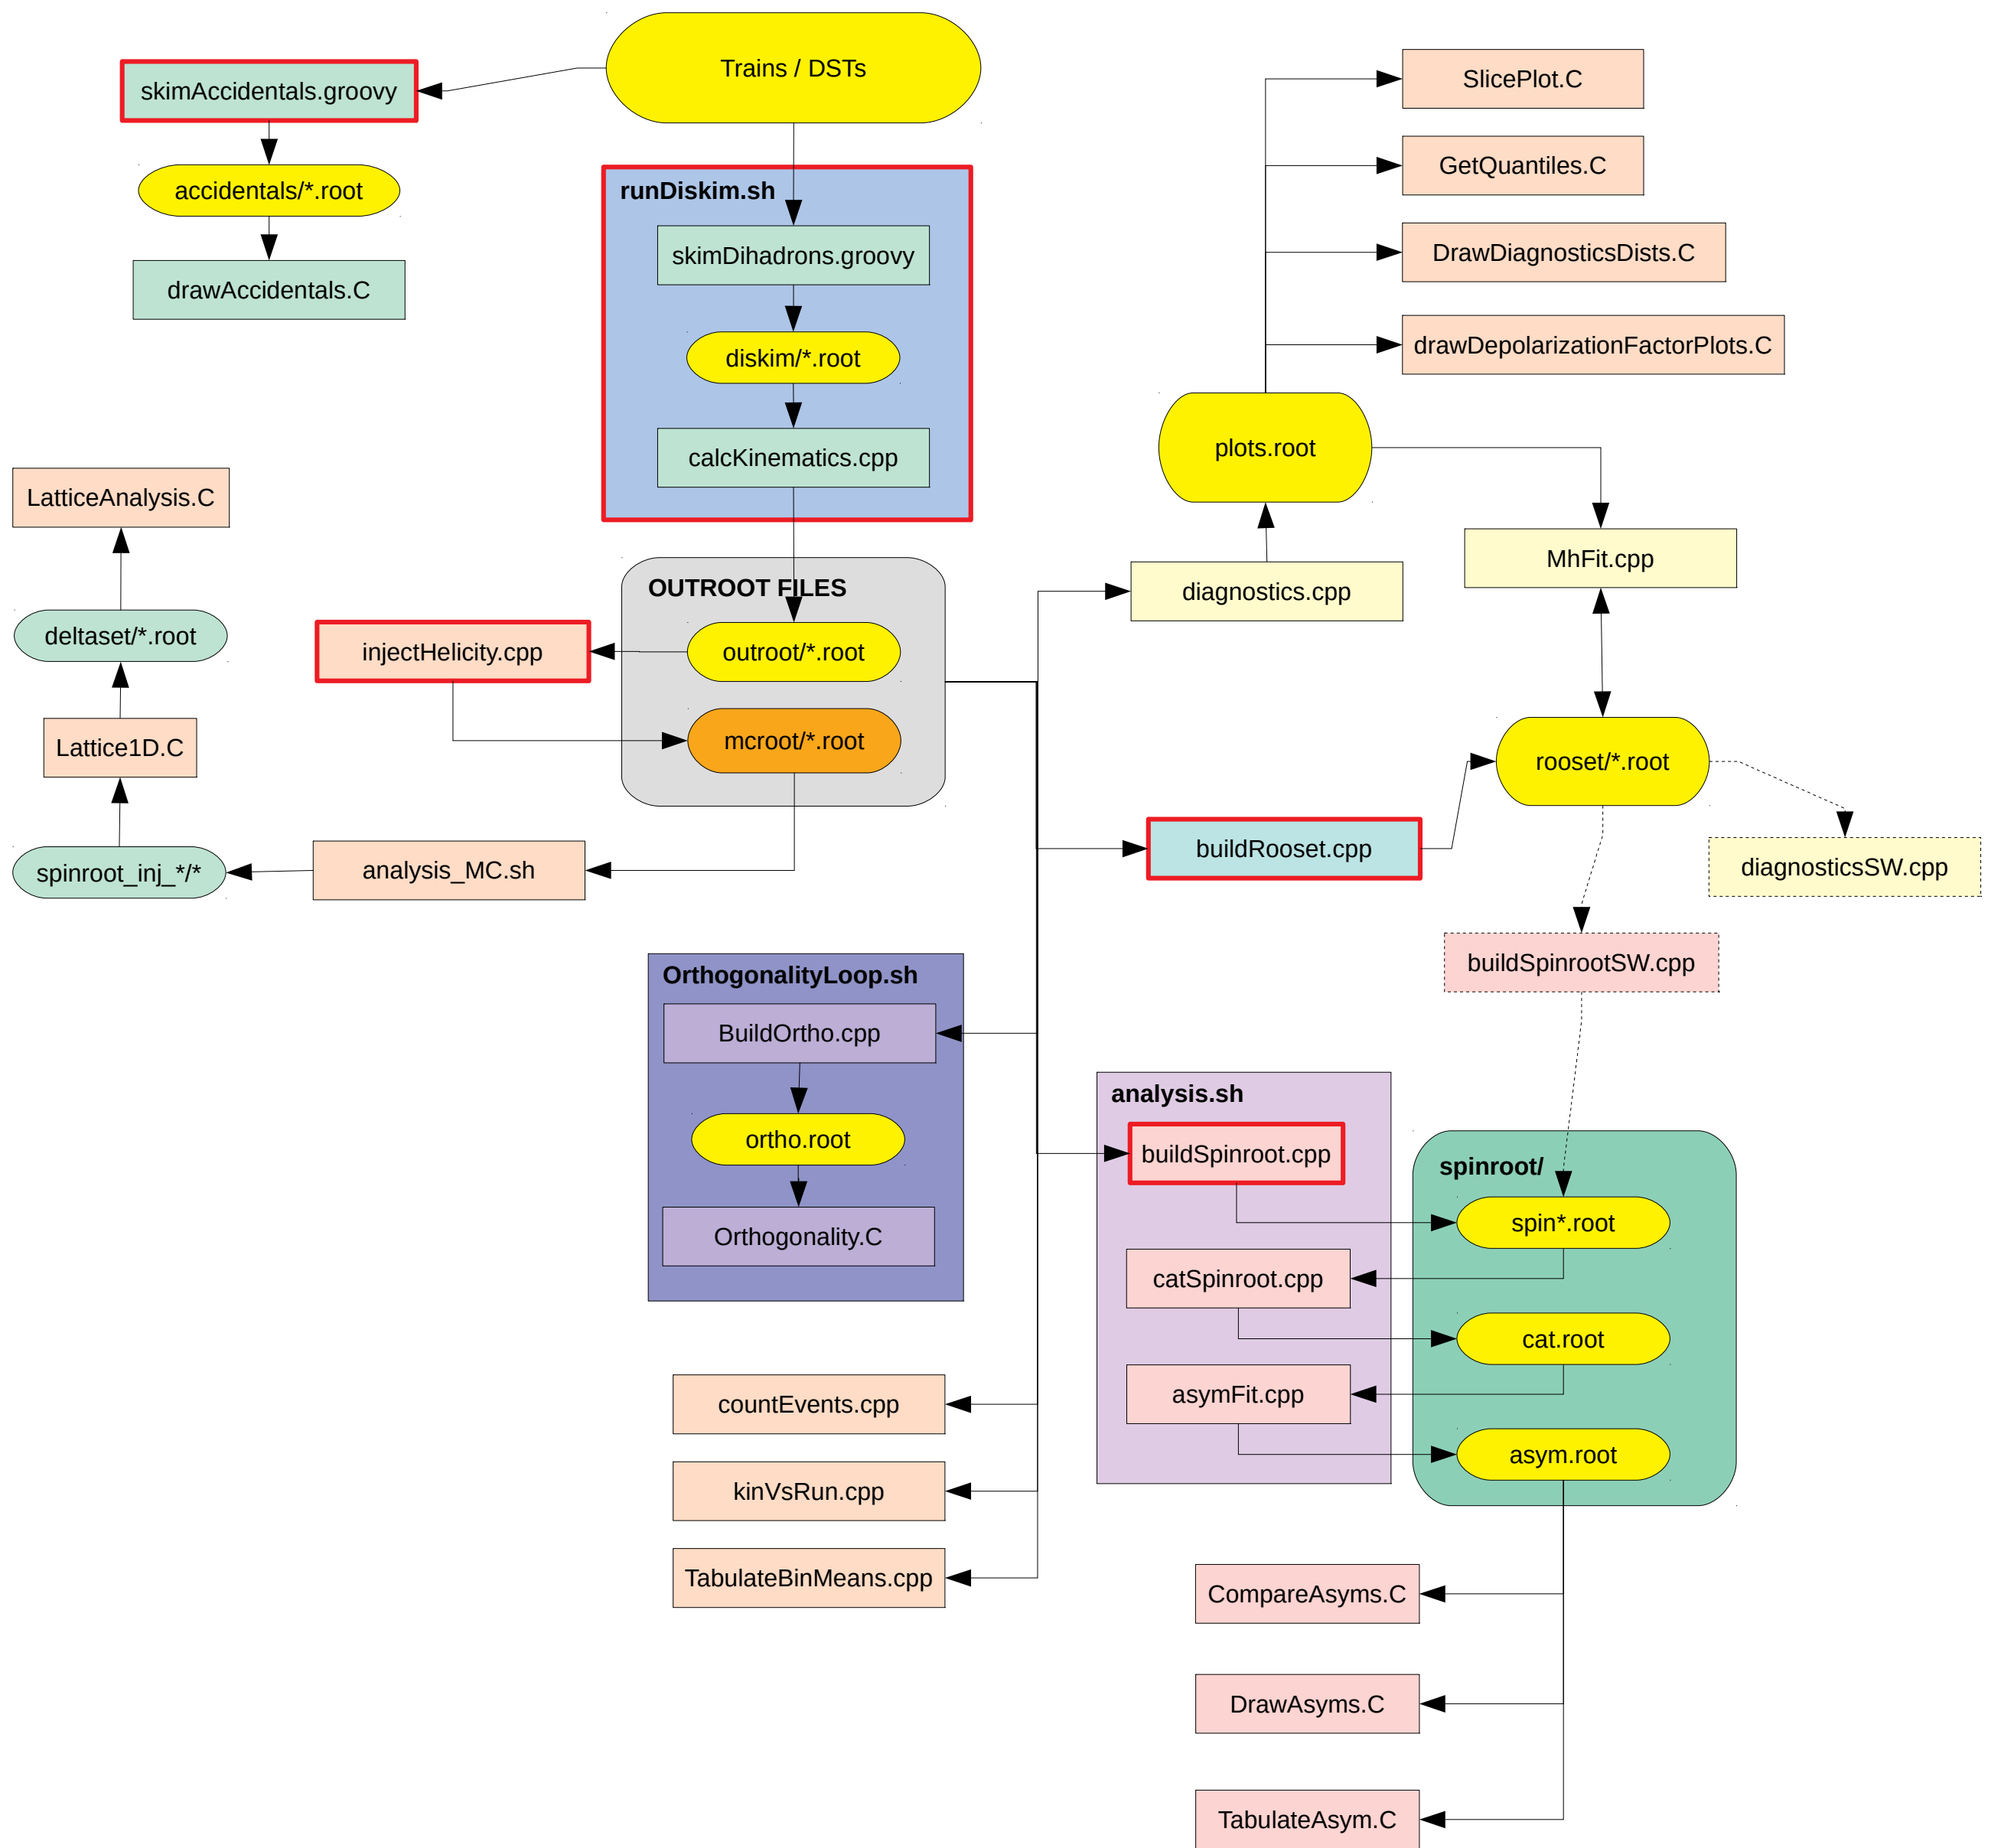 Trains / DSTs
skimAccidentals.groovy
accidentals/*.root
drawAccidentals.C
runDiskim.sh
skimDihadrons.groovy
diskim/*.root
calcKinematics.cpp
SlicePlot.C
GetQuantiles.C
DrawDiagnosticsDists.C
drawDepolarizationFactorPlots.C
plots.root
MhFit.cpp
diagnostics.cpp
LatticeAnalysis.C
deltaset/*.root
Lattice1D.C
spinroot_inj_*/*
OUTROOT FILES
injectHelicity.cpp
outroot/*.root
mcroot/*.root
analysis_MC.sh
rooset/*.root
buildRooset.cpp
diagnosticsSW.cpp
buildSpinrootSW.cpp
OrthogonalityLoop.sh
BuildOrtho.cpp
ortho.root
Orthogonality.C
analysis.sh
buildSpinroot.cpp
catSpinroot.cpp
asymFit.cpp
spinroot/
spin*.root
cat.root
asym.root
countEvents.cpp
kinVsRun.cpp
TabulateBinMeans.cpp
CompareAsyms.C
DrawAsyms.C
TabulateAsym.C